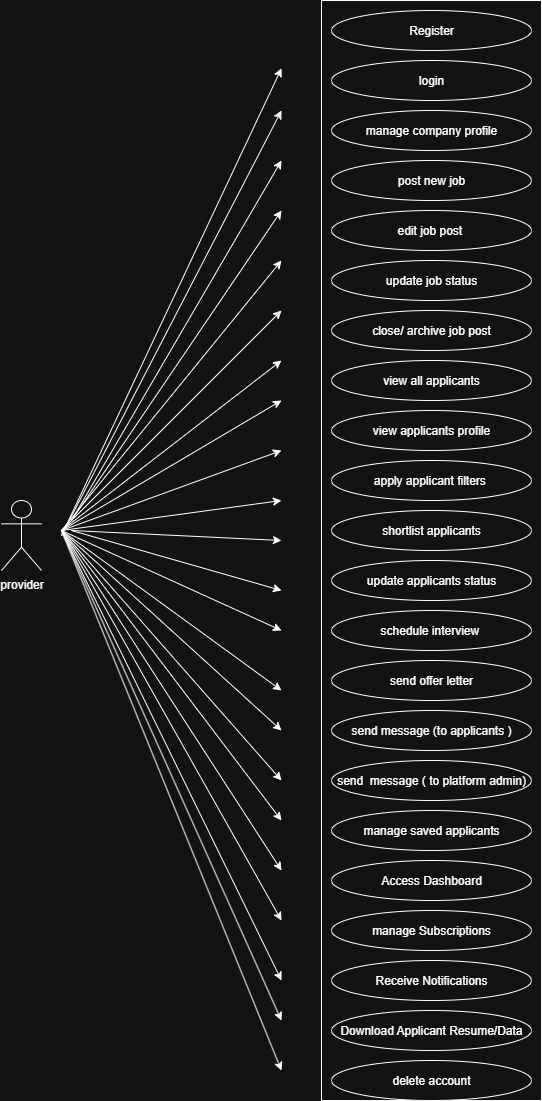 Register
login
manage company profile
post new job
edit job post
update job status
close/ archive job post
view all applicants
view applicants profile
apply applicant filters
shortlist applicants
update applicants status
schedule interview
send offer letter
send message (to applicants )
send  message ( to platform admin)
manage saved applicants
Access Dashboard
manage Subscriptions
Receive Notifications
Download Applicant Resume/Data
delete account
provider